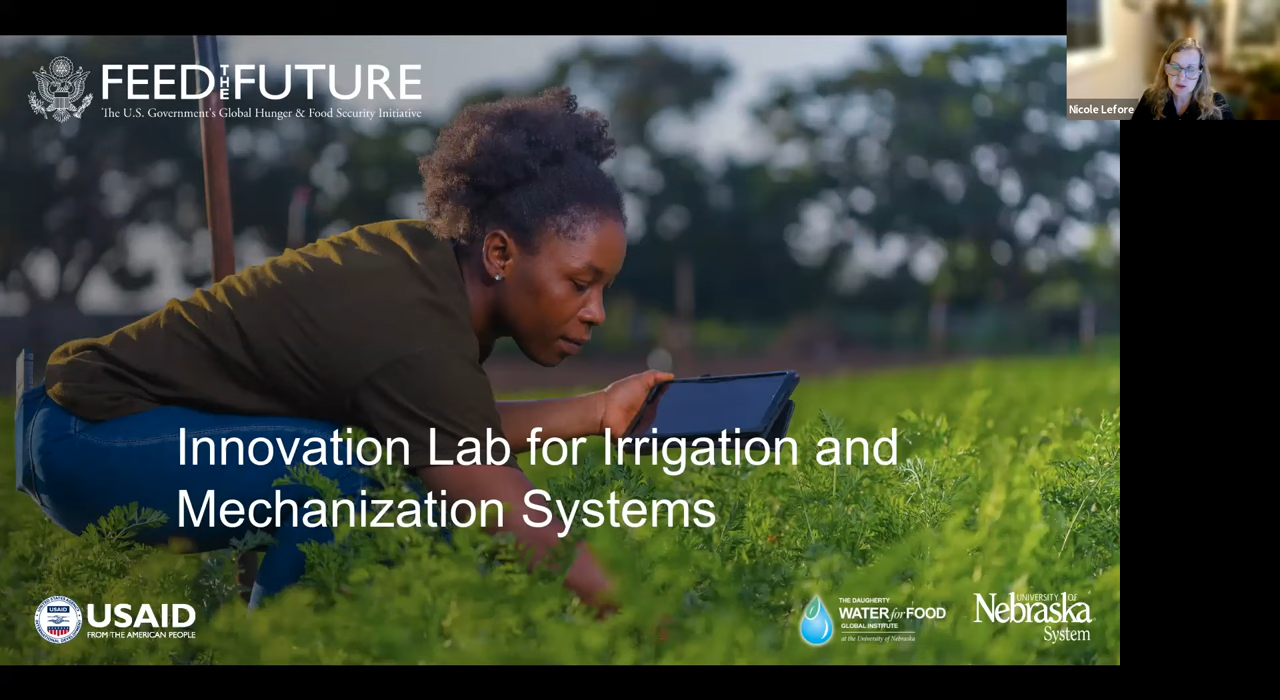 FEED THE FUTURE
The U.S. Government's Global Hunger & Food Security Initiative
Nicole Lefore
Innovation Lab for Irrigation and
Mechanization Systems
USAID
USAID
FROM THE AMERICAN PEOPLE
THE DAUGHERTY
WATER for FOOD
GLOBAL INSTITUTE
at the University of Nebraska
UNIVERSITY OF
Nebraska
System